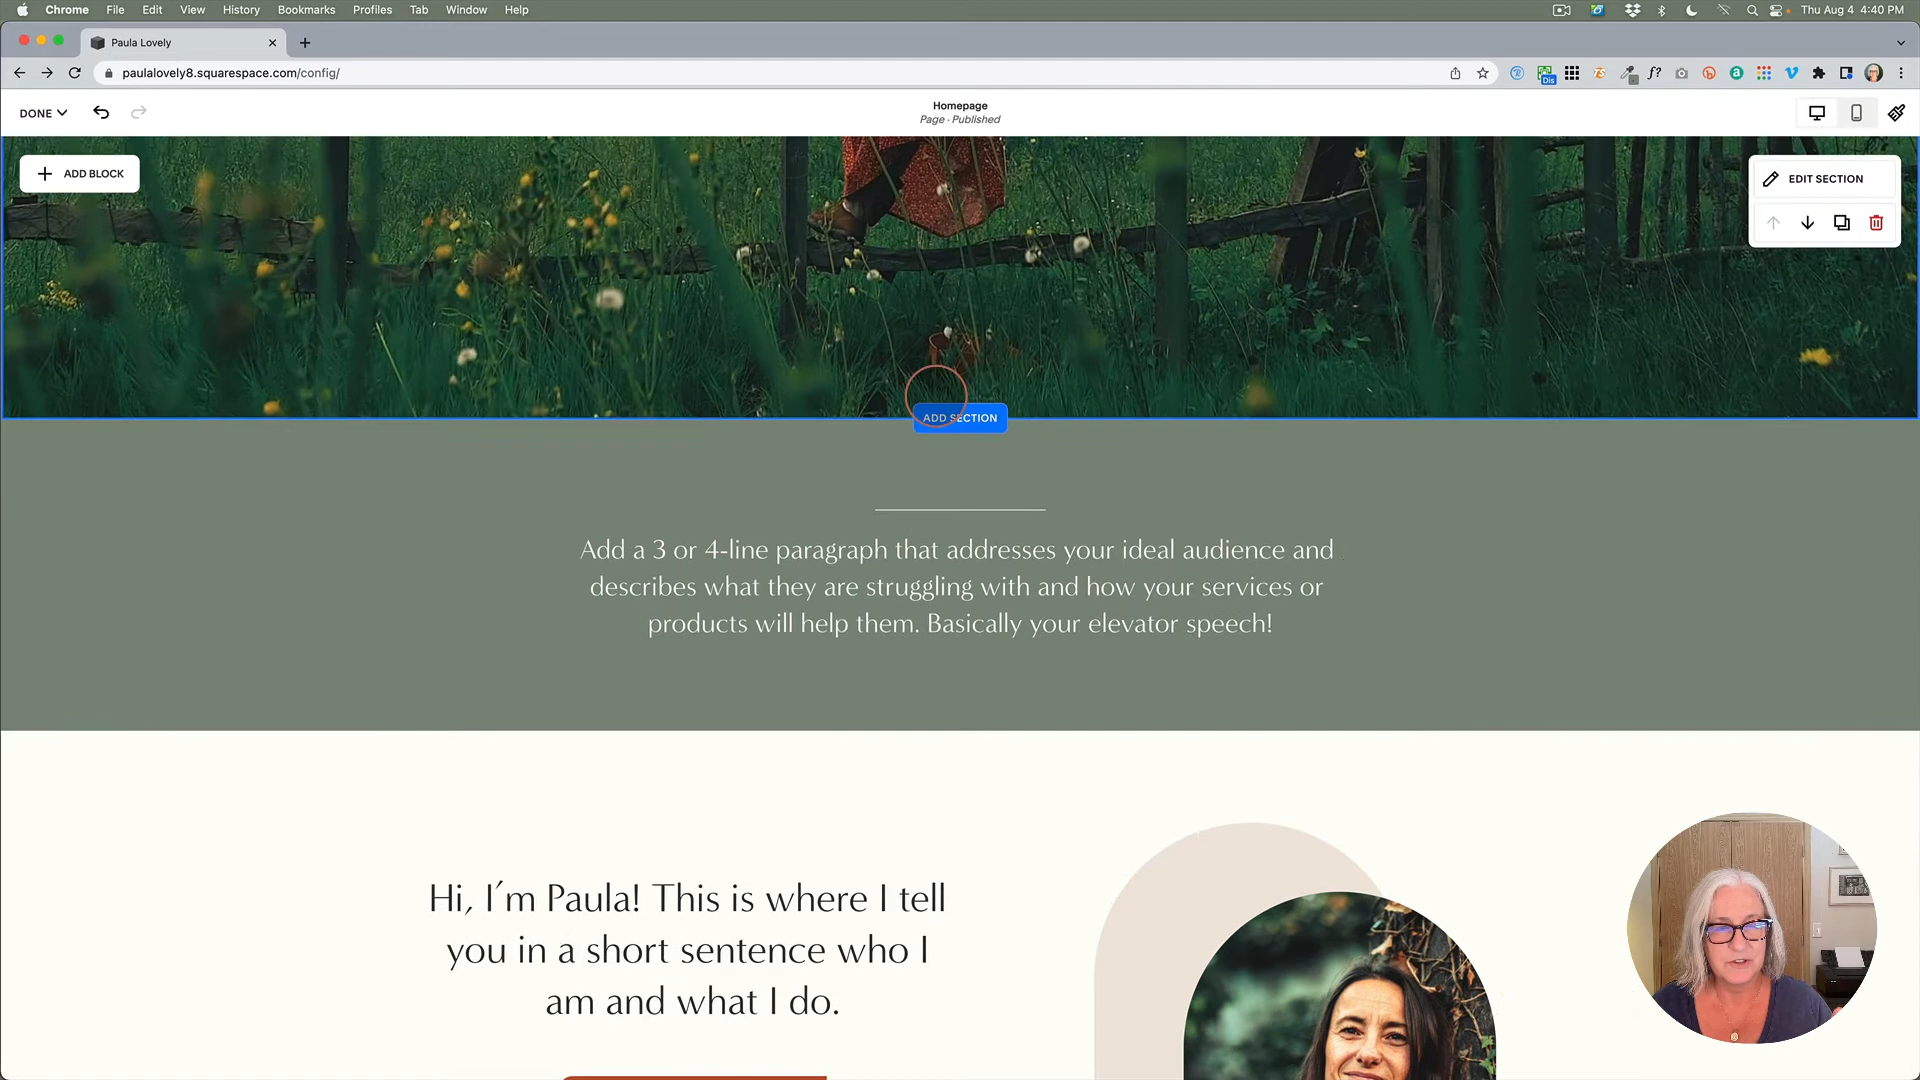 Chrome File Edit View History Bookmarks Profiles Tab Window Help
Thu Aug 4 4:40 PM
Paula Lovely
paulalovely8.squarespace.com/config/
Dis
f?
DONE
Homepage
Page · Published
ADD BLOCK
EDIT SECTION
ADD SECTION
Add a 3 or 4-line paragraph that addresses your ideal audience and
describes what they are struggling with and how your services or
products will help them. Basically your elevator speech!
Hi, I'm Paula! This is where I tell
you in a short sentence who I
am and what I do.